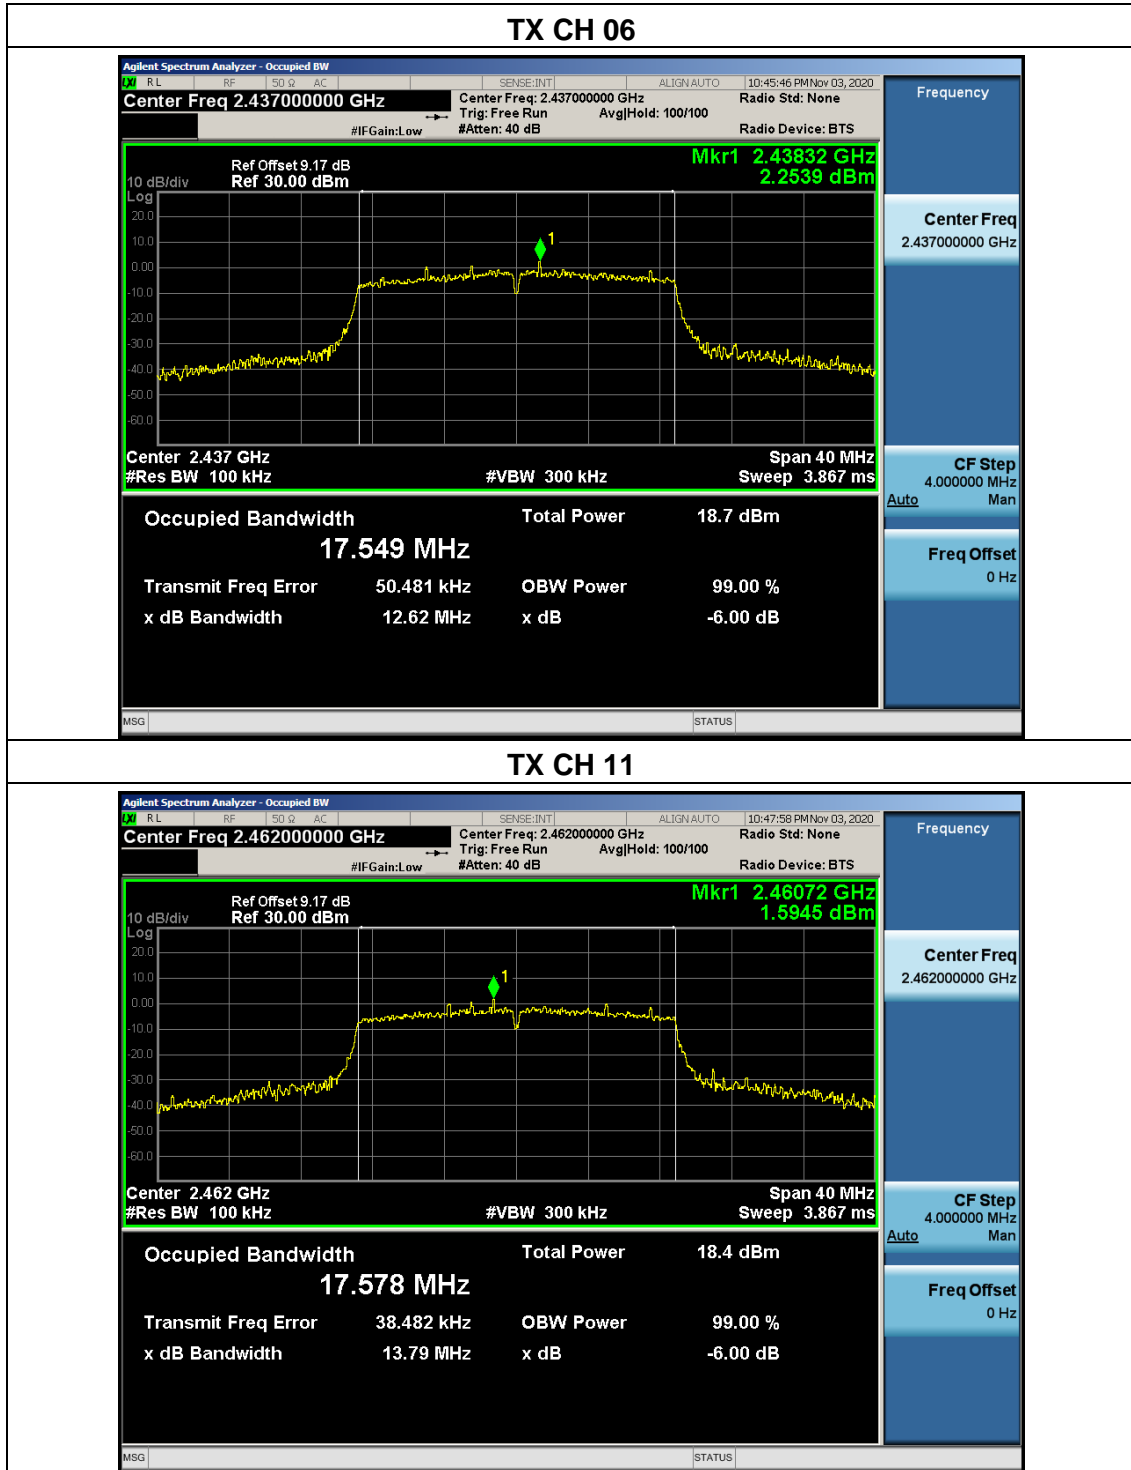 TX CH 06
Agilent Spectrum Analyzer - Occupied BW
LXI RL RF 50 Ω AC SENSE:INT ALIGN AUTO 10:45:46 PM Nov 03, 2020
Center Freq 2.437000000 GHz
Center Freq: 2.437000000 GHz Radio Std: None
Trig: Free Run Avg|Hold: 100/100
#IFGain:Low #Atten: 40 dB Radio Device: BTS
Frequency
Mkr1 2.43832 GHz
2.2539 dBm
Ref Offset 9.17 dB
10 dB/div Ref 30.00 dBm
Log
20.0
10.0
0.00
-10.0
-20.0
-30.0
-40.0
-50.0
-60.0
1
Center Freq
2.437000000 GHz
Center 2.437 GHz Span 40 MHz
#Res BW 100 kHz #VBW 300 kHz Sweep 3.867 ms
CF Step
4.000000 MHz
Auto Man
Occupied Bandwidth Total Power 18.7 dBm
17.549 MHz
Freq Offset
0 Hz
Transmit Freq Error 50.481 kHz OBW Power 99.00 %
x dB Bandwidth 12.62 MHz x dB -6.00 dB
MSG STATUS
TX CH 11
Agilent Spectrum Analyzer - Occupied BW
LXI RL RF 50 Ω AC SENSE:INT ALIGN AUTO 10:47:58 PM Nov 03, 2020
Center Freq 2.462000000 GHz
Center Freq: 2.462000000 GHz Radio Std: None
Trig: Free Run Avg|Hold: 100/100
#IFGain:Low #Atten: 40 dB Radio Device: BTS
Frequency
Mkr1 2.46072 GHz
1.5945 dBm
Ref Offset 9.17 dB
10 dB/div Ref 30.00 dBm
Log
20.0
10.0
0.00
-10.0
-20.0
-30.0
-40.0
-50.0
-60.0
1
Center Freq
2.462000000 GHz
Center 2.462 GHz Span 40 MHz
#Res BW 100 kHz #VBW 300 kHz Sweep 3.867 ms
CF Step
4.000000 MHz
Auto Man
Occupied Bandwidth Total Power 18.4 dBm
17.578 MHz
Freq Offset
0 Hz
Transmit Freq Error 38.482 kHz OBW Power 99.00 %
x dB Bandwidth 13.79 MHz x dB -6.00 dB
MSG STATUS